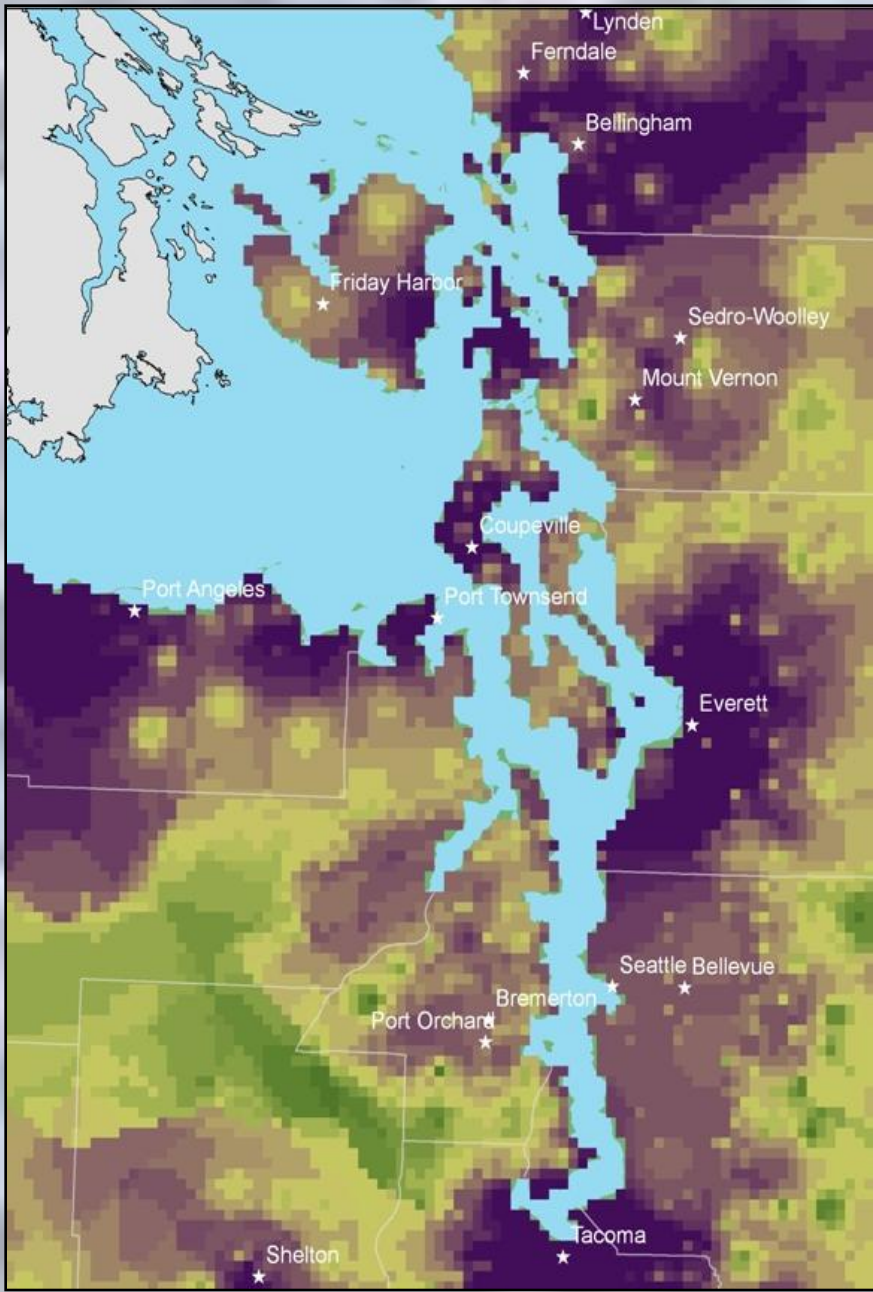 Lynden
Ferndale
Bellingham
Friday Harbor
Sedro-Woolley
Mount Vernon
Coupeville
Port Angeles
Port Townsend
Everett
Seattle
Bellevue
Bremerton
Port Orchard
Tacoma
Shelton